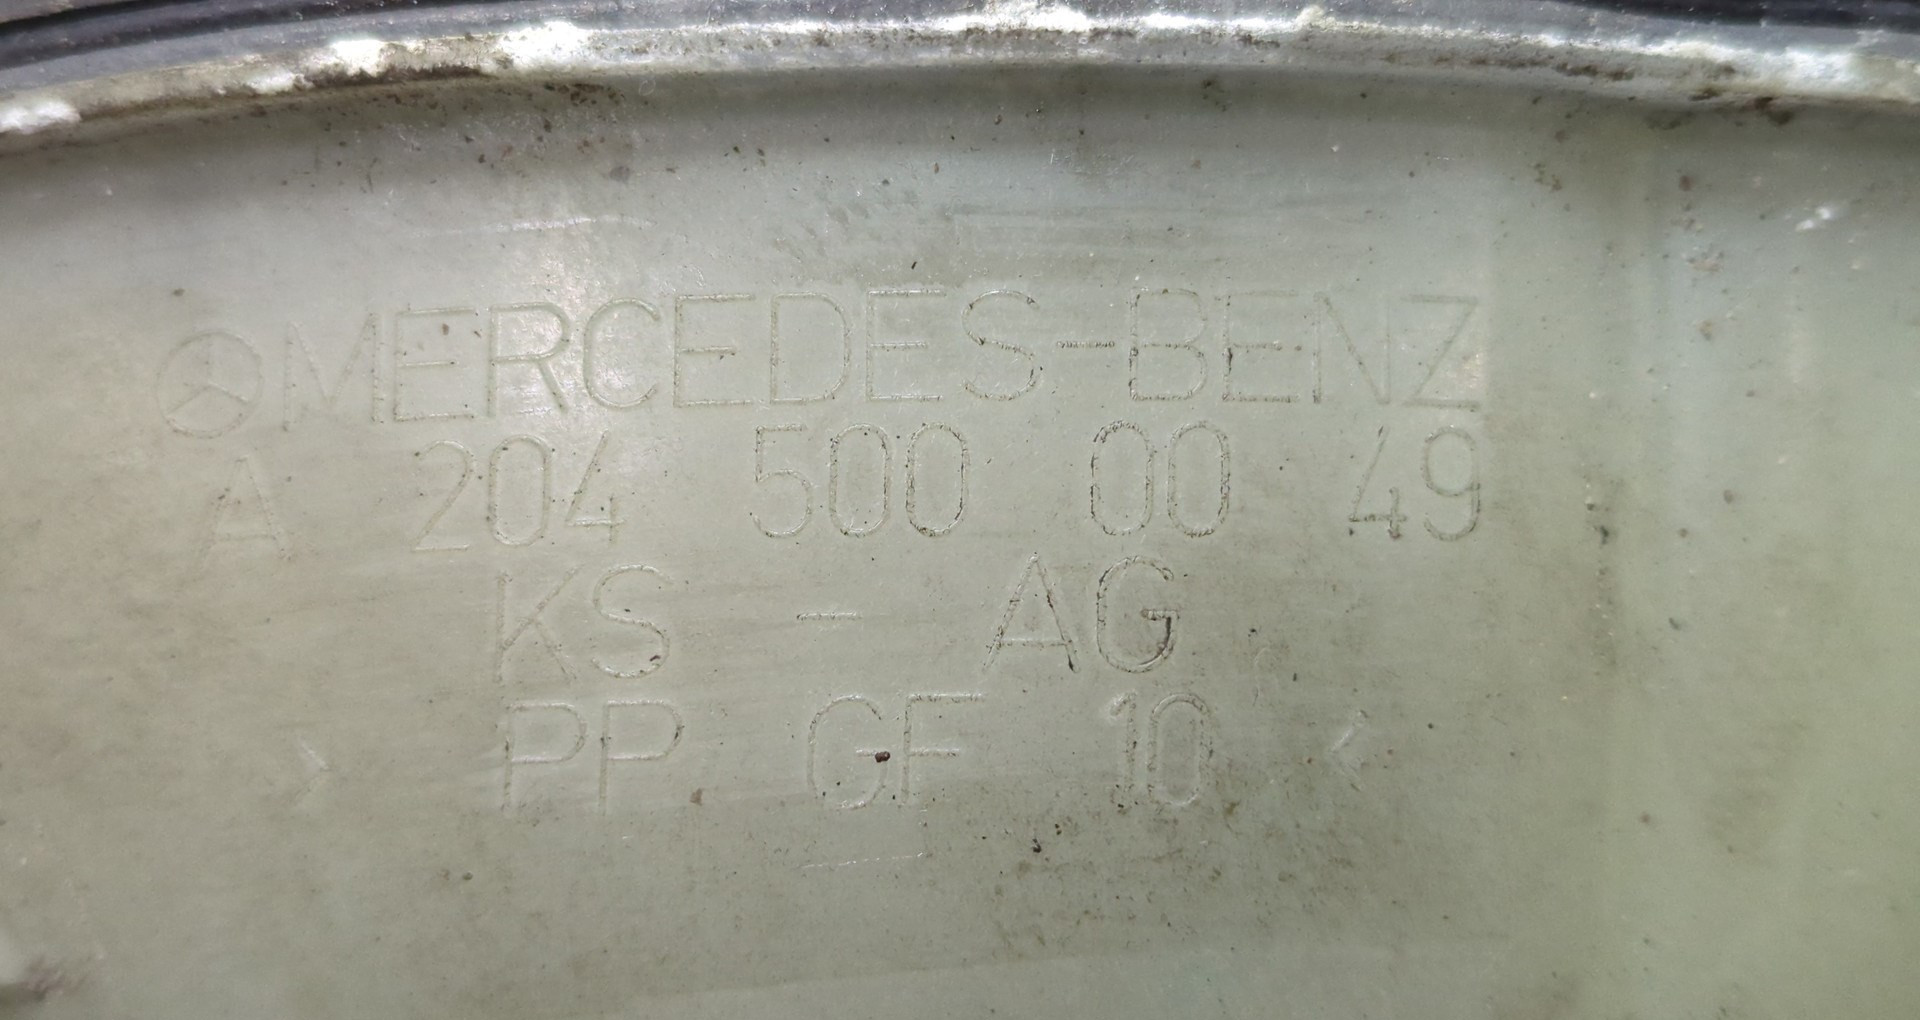 MERCEDES-BENZ
A 204 500 00 49
KS - AG
> PP GF 10 <